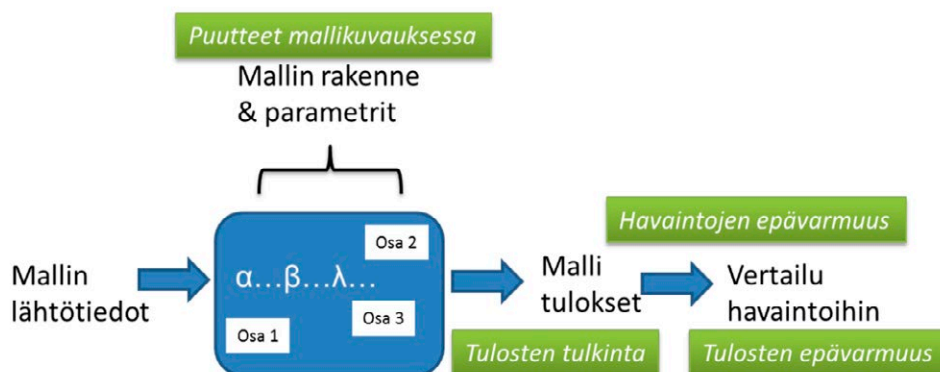 Puutteet mallikuvauksessa
Mallin rakenne
& parametrit
Havaintojen epävarmuus
Mallin
lähtötiedot
α...β...λ...
Osa 2
Osa 1
Osa 3
Malli
tulokset
Vertailu
havaintoihin
Tulosten tulkinta
Tulosten epävarmuus